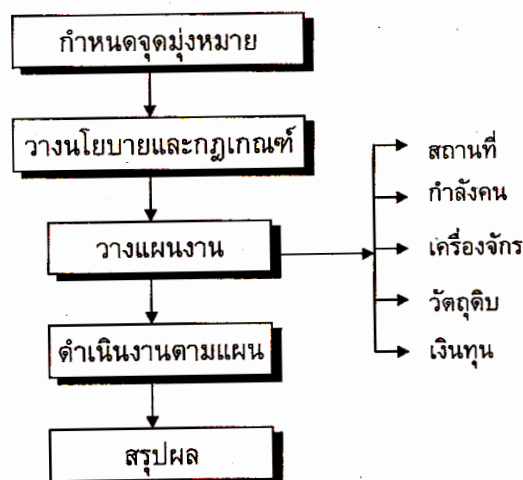 กำหนดจุดมุ่งหมาย
วางนโยบายและกฎเกณฑ์
วางแผนงาน
สถานที่
กำลังคน
เครื่องจักร
วัตถุดิบ
เงินทุน
ดำเนินงานตามแผน
สรุปผล